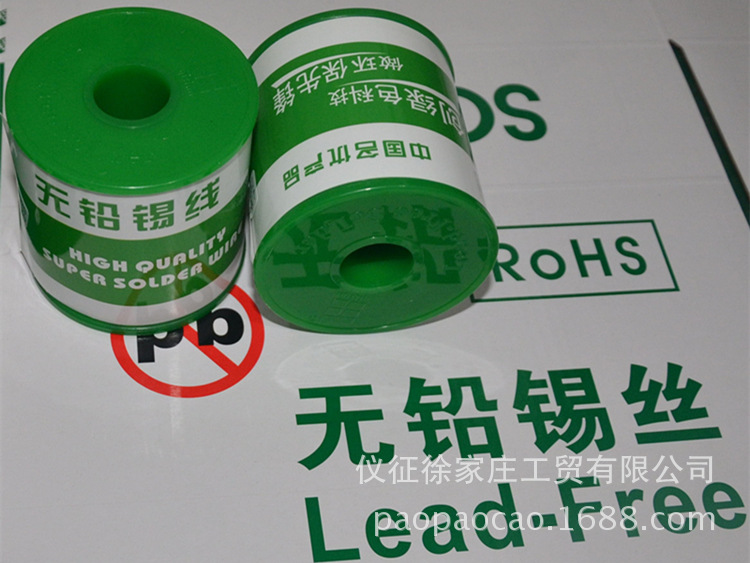 无铅锡线
HIGH QUALITY
SUPER SOLDER WIRE
做环保先锋
创绿色科技
中国名优产品
OS
RoHS
pb
无铅锡丝
仪征徐家庄工贸有限公司
Lead-Free
paopaocao.1688.com